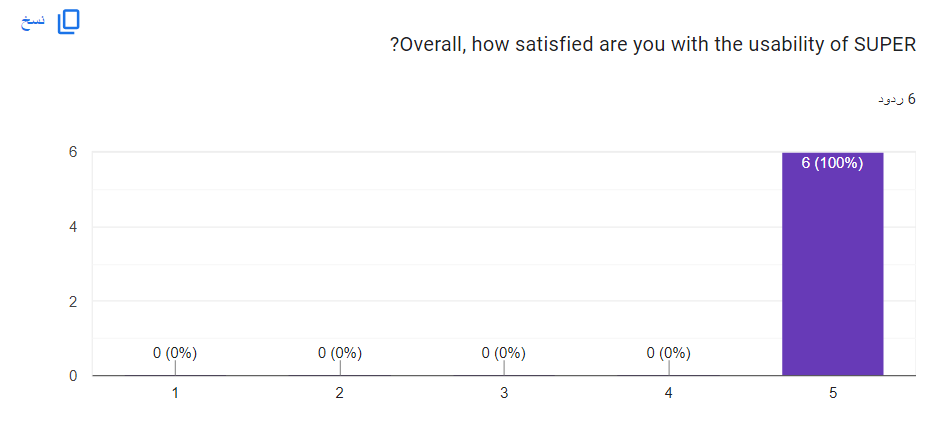 نسخ
?Overall, how satisfied are you with the usability of SUPER
6 ردود
6
6 (100%)
4
2
0 (0%) 0 (0%) 0 (0%) 0 (0%)
0
1 2 3 4 5